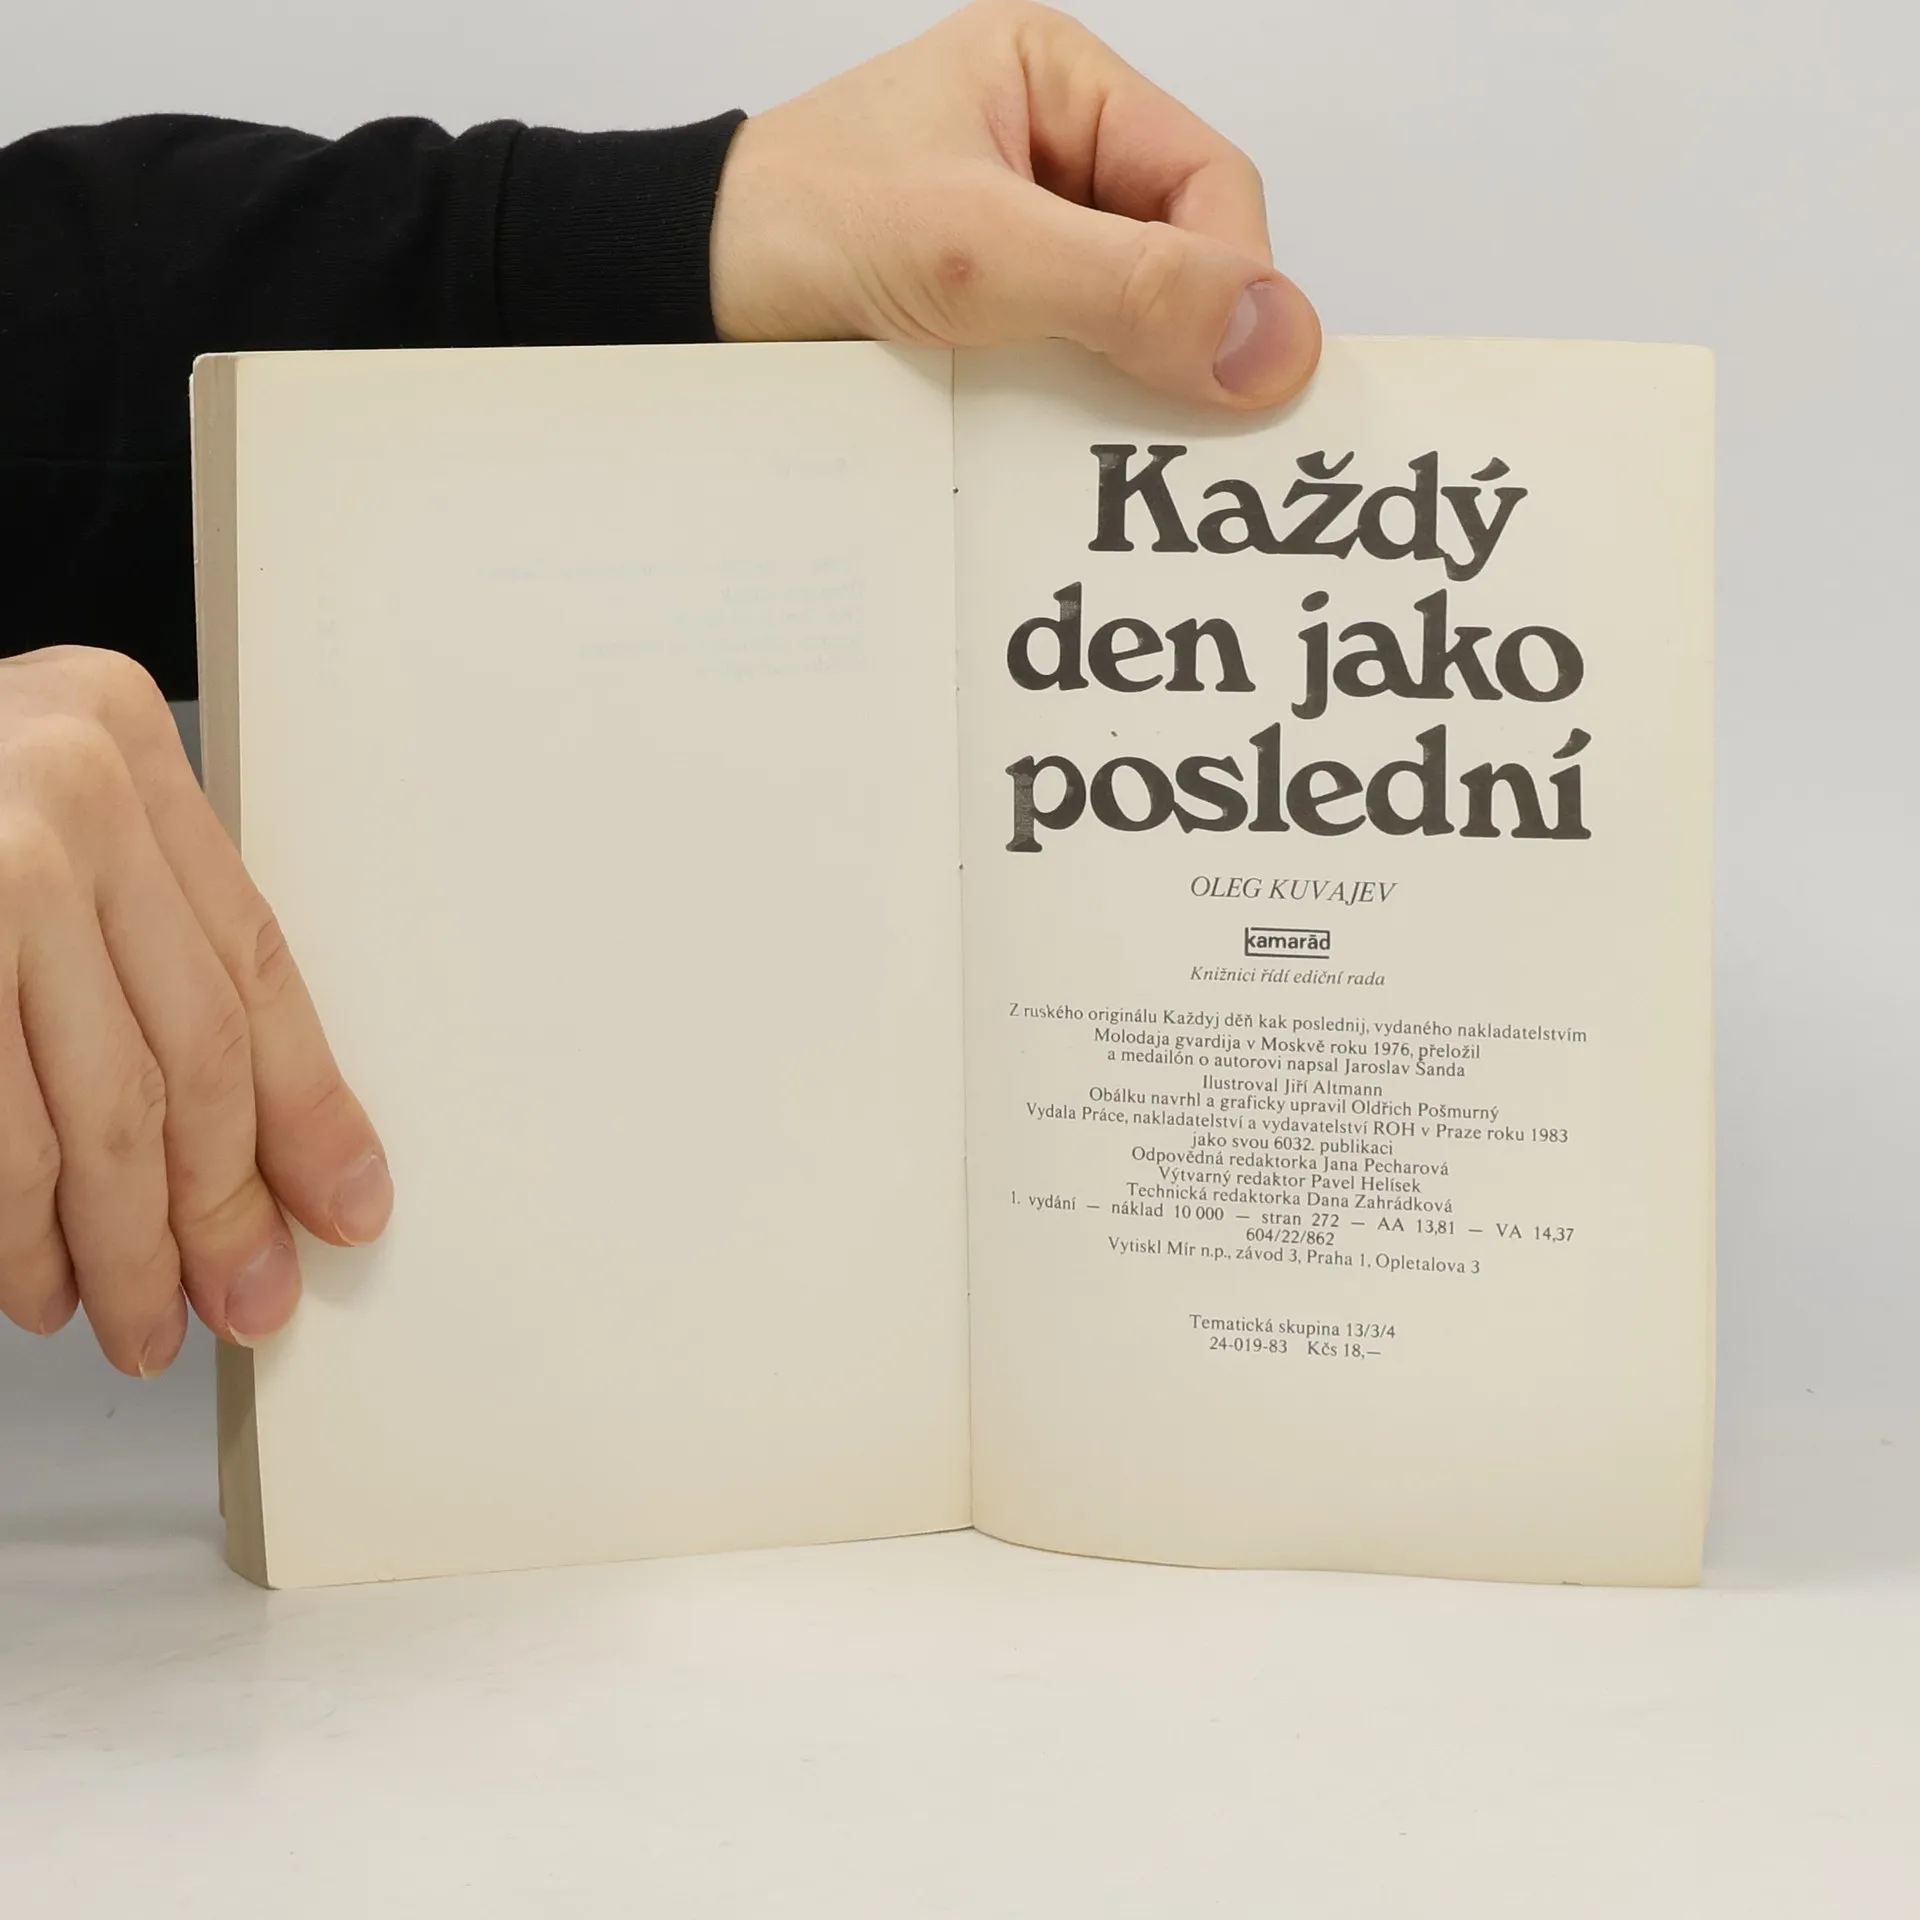 Každý
den jako
poslední
OLEG KUVAJEV
kamarád
Knižnici řídí ediční rada
Z ruského originálu Každyj děň kak poslednij, vydaného nakladatelstvím
Molodaja gvardija v Moskvě roku 1976, přeložil
a medailón o autorovi napsal Jaroslav Šanda
Ilustroval Jiří Altmann
Obálku navrhl a graficky upravil Oldřich Pošmurný
Vydala Práce, nakladatelství a vydavatelství ROH v Praze roku 1983
jako svou 6032. publikaci
Odpovědná redaktorka Jana Pecharová
Výtvarný redaktor Pavel Helísek
Technická redaktorka Dana Zahrádková
1. vydání — náklad 10 000 — stran 272 — AA 13,81 — VA 14,37
604/22/862
Vytiskl Mír n.p., závod 3, Praha 1, Opletalova 3
Tematická skupina 13/3/4
24-019-83 Kčs 18,—